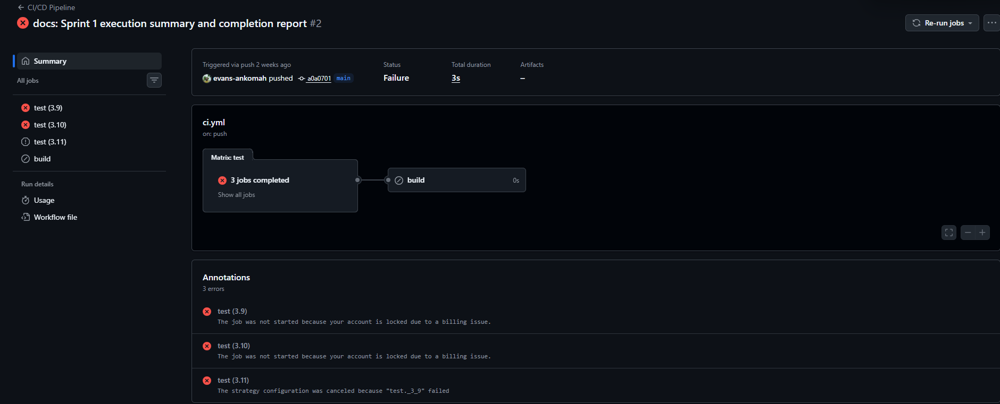 CI/CD Pipeline
docs: Sprint 1 execution summary and completion report #2
Re-run jobs
Summary
All jobs
test (3.9)
test (3.10)
test (3.11)
build
Run details
Usage
Workflow file
Triggered via push 2 weeks ago
evans-ankomah pushed a0a0701 main
Status
Failure
Total duration
3s
Artifacts
–
ci.yml
on: push
Matrix: test
3 jobs completed
Show all jobs
build 0s
Annotations
3 errors
test (3.9)
The job was not started because your account is locked due to a billing issue.
test (3.10)
The job was not started because your account is locked due to a billing issue.
test (3.11)
The strategy configuration was canceled because "test._3_9" failed